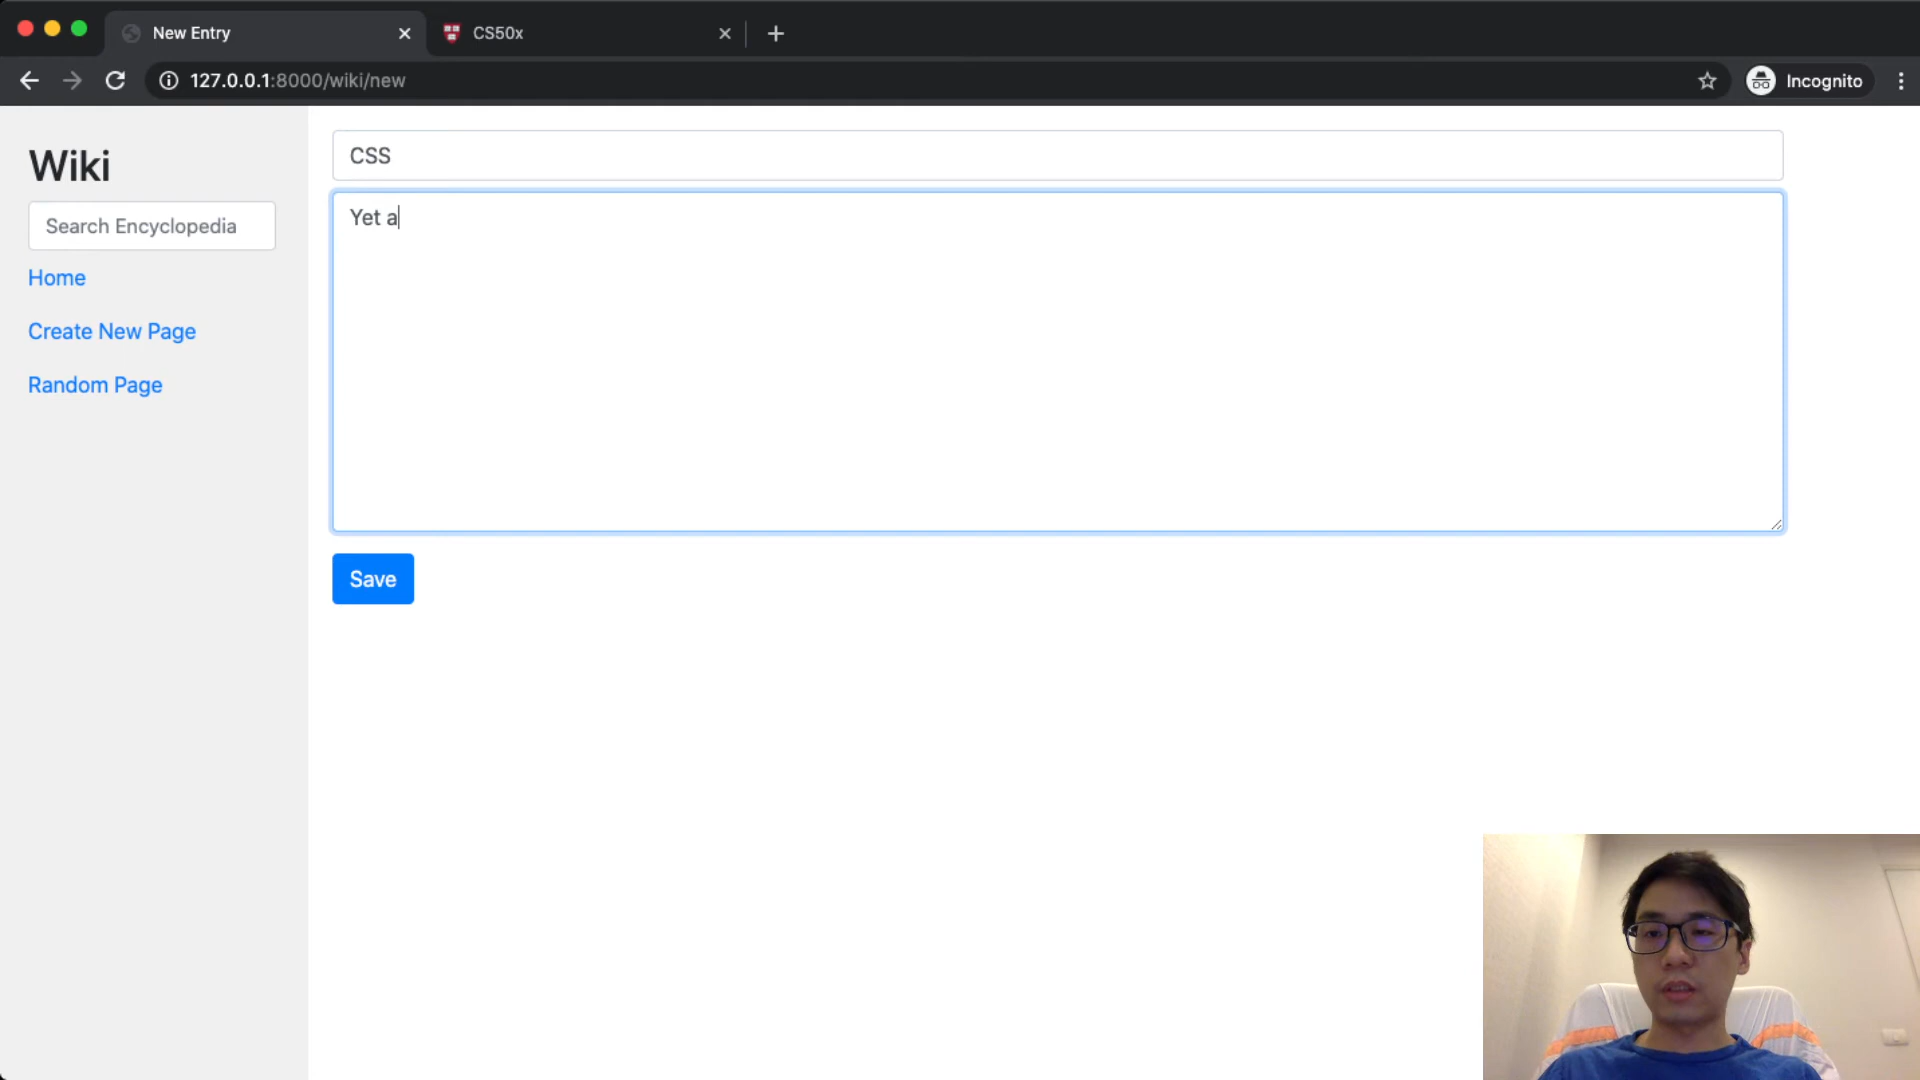 New Entry
CS50x
127.0.0.1:8000/wiki/new
Incognito
Wiki
Search Encyclopedia
Home
Create New Page
Random Page
CSS
Yet a
Save